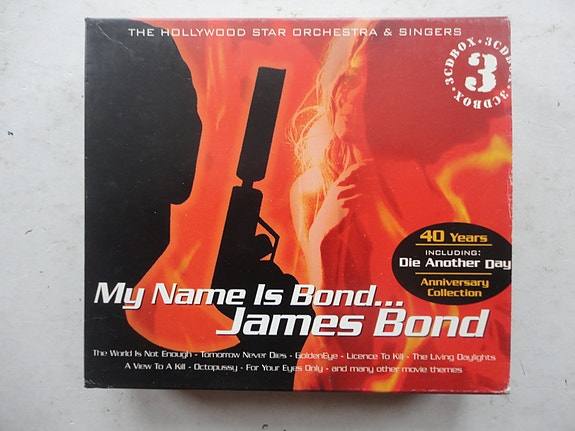 THE HOLLYWOOD STAR ORCHESTRA & SINGERS
3CDBOX · 3CDBOX · 3CDBOX ·
3
40 Years
INCLUDING:
Die Another Day
Anniversary
Collection
My Name Is Bond...
James Bond
The World Is Not Enough - Tomorrow Never Dies - GoldenEye - Licence To Kill - The Living Daylights
A View To A Kill - Octopussy - For Your Eyes Only - and many other movie themes